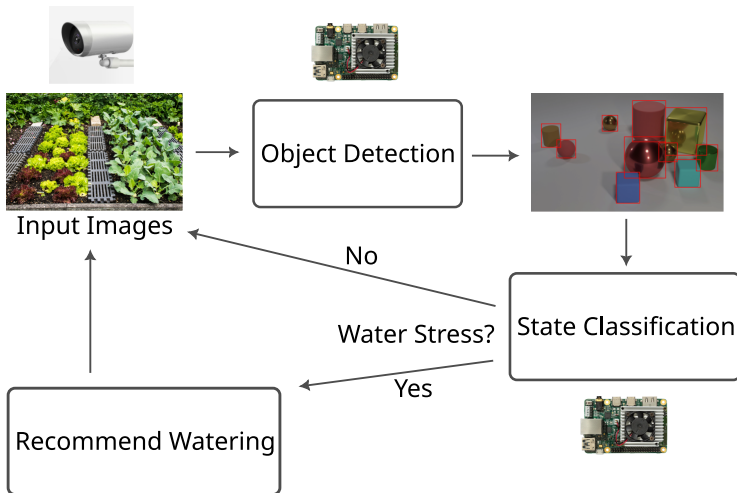 Object Detection
Input Images
No
State Classification
Water Stress?
Yes
Recommend Watering